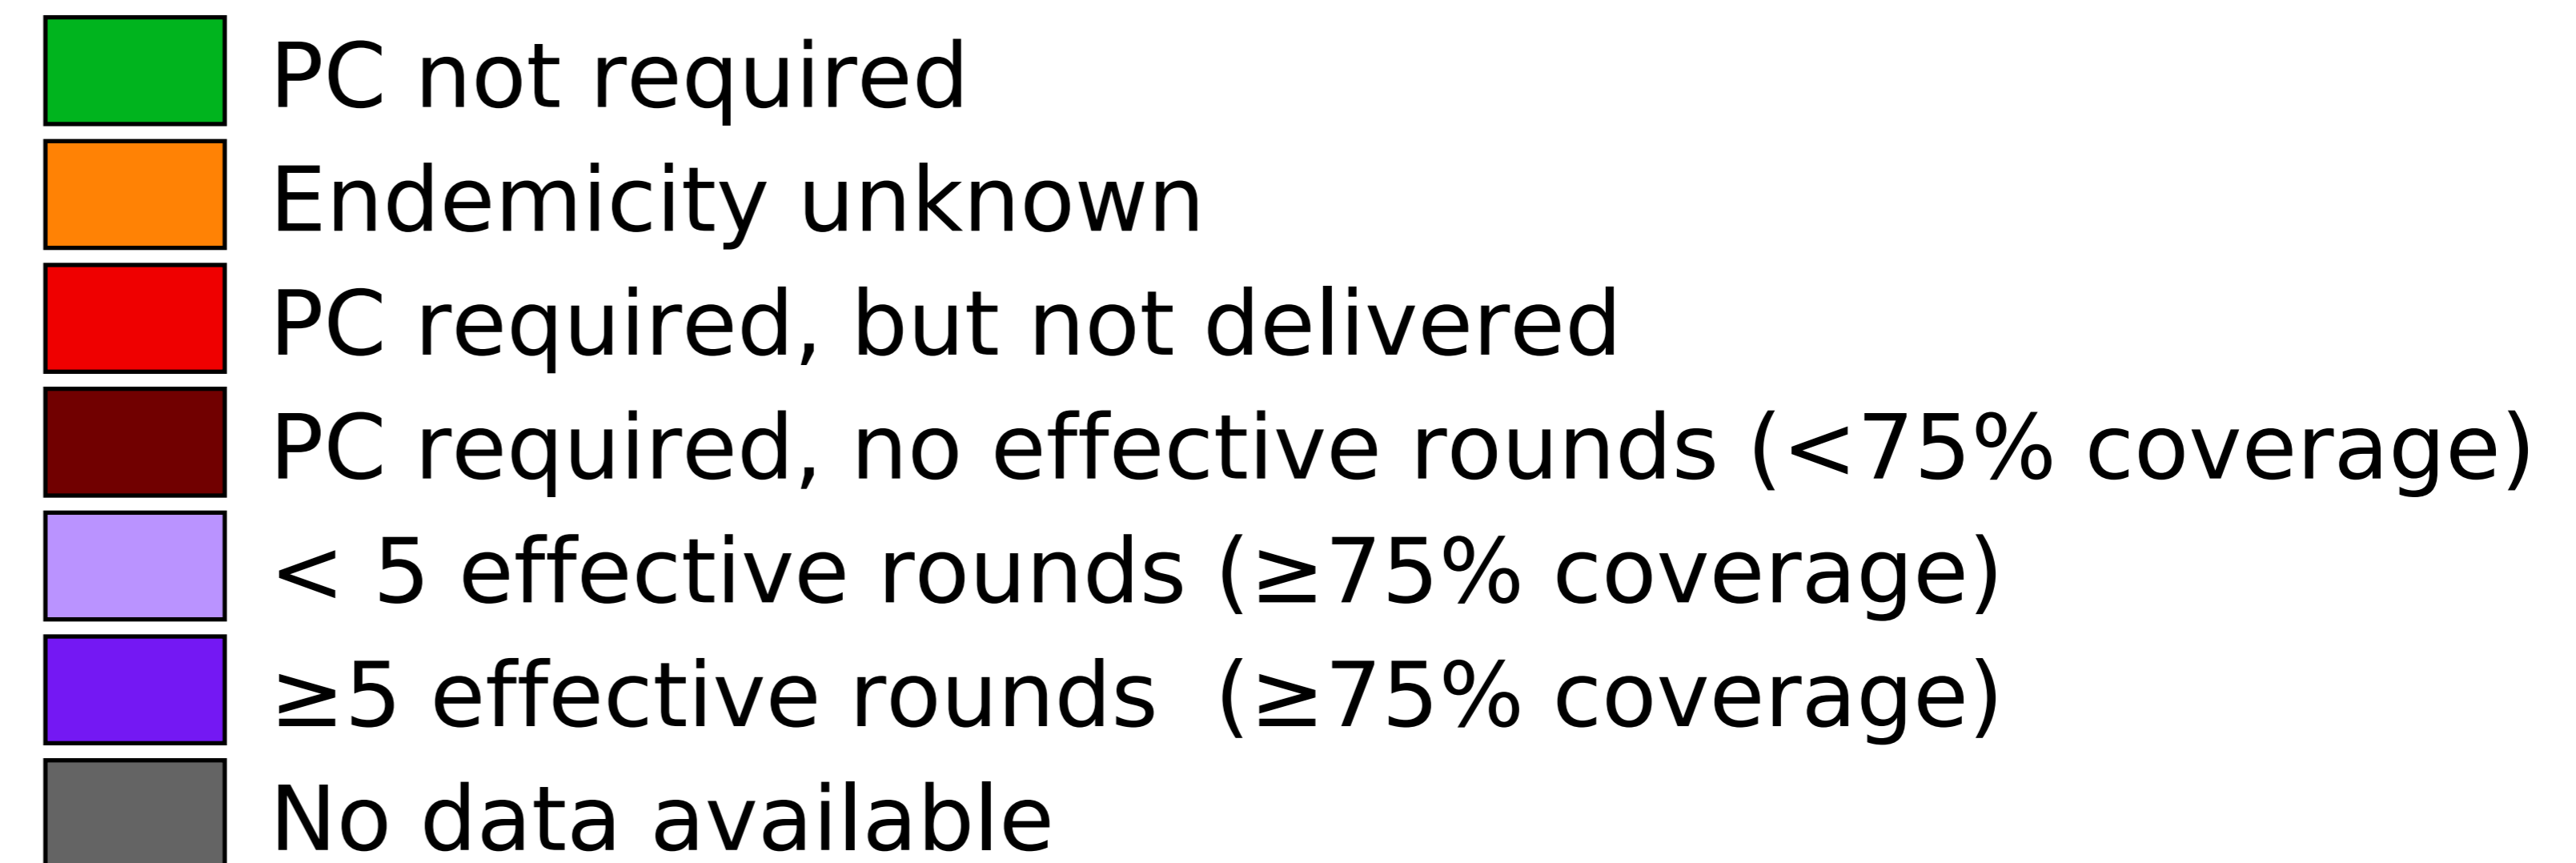 PC not required
Endemicity unknown
PC required, but not delivered
PC required, no effective rounds (<75% coverage)
< 5 effective rounds (≥75% coverage)
≥5 effective rounds  (≥75% coverage)
No data available